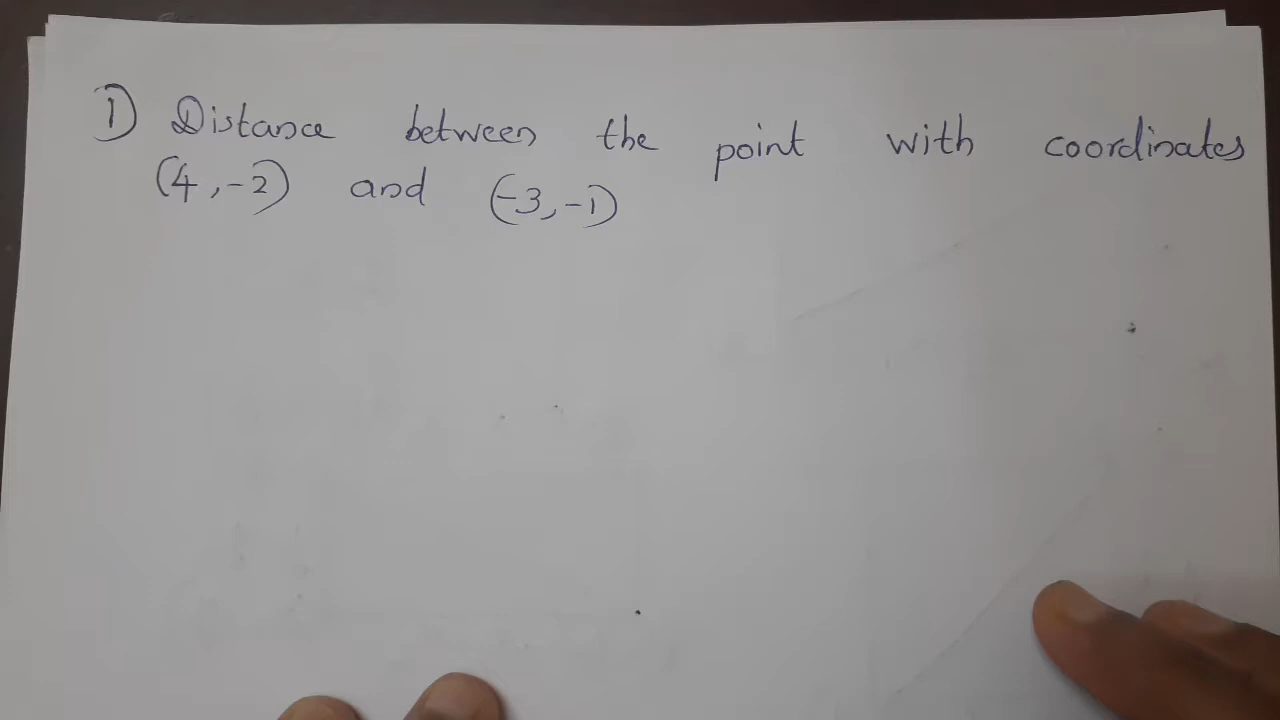 1) Distance between the point with coordinates
(4,-2) and (-3,-1)